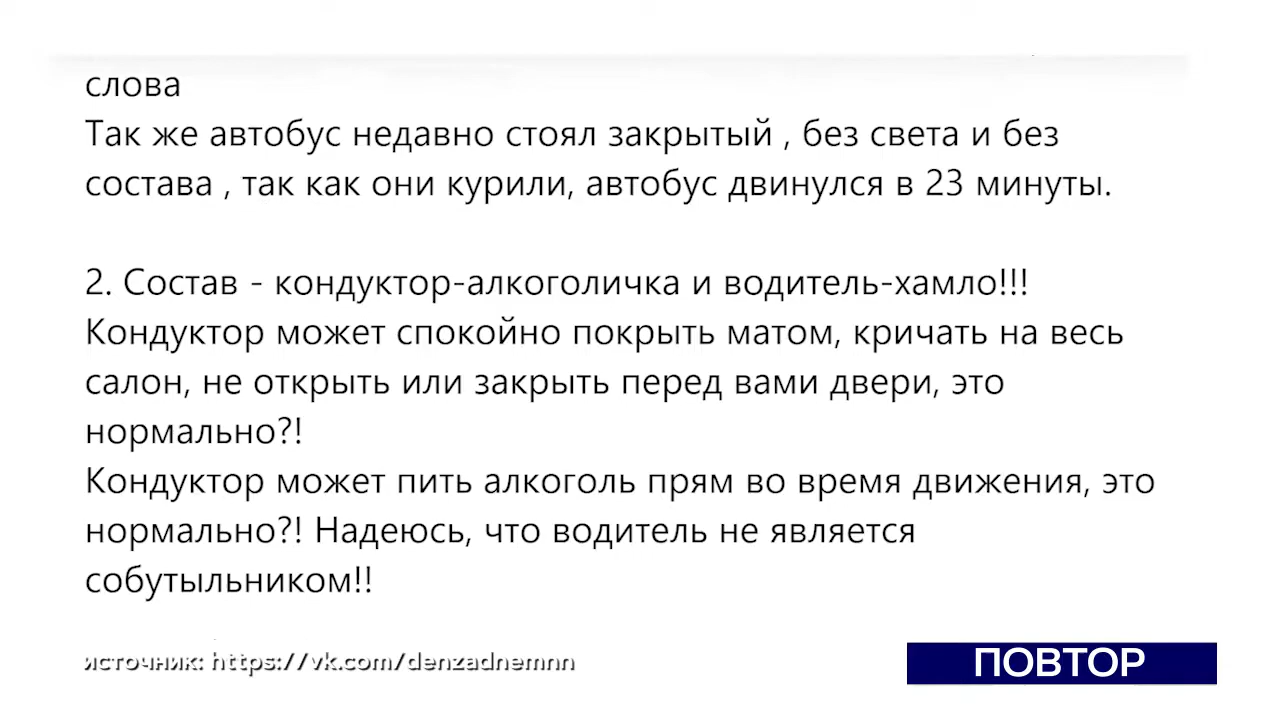 слова
Так же автобус недавно стоял закрытый , без света и без
состава , так как они курили, автобус двинулся в 23 минуты.
2. Состав - кондуктор-алкоголичка и водитель-хамло!!!
Кондуктор может спокойно покрыть матом, кричать на весь
салон, не открыть или закрыть перед вами двери, это
нормально?!
Кондуктор может пить алкоголь прям во время движения, это
нормально?! Надеюсь, что водитель не является
собутыльником!!
источник: https://vk.com/denzadnemnn
ПОВТОР